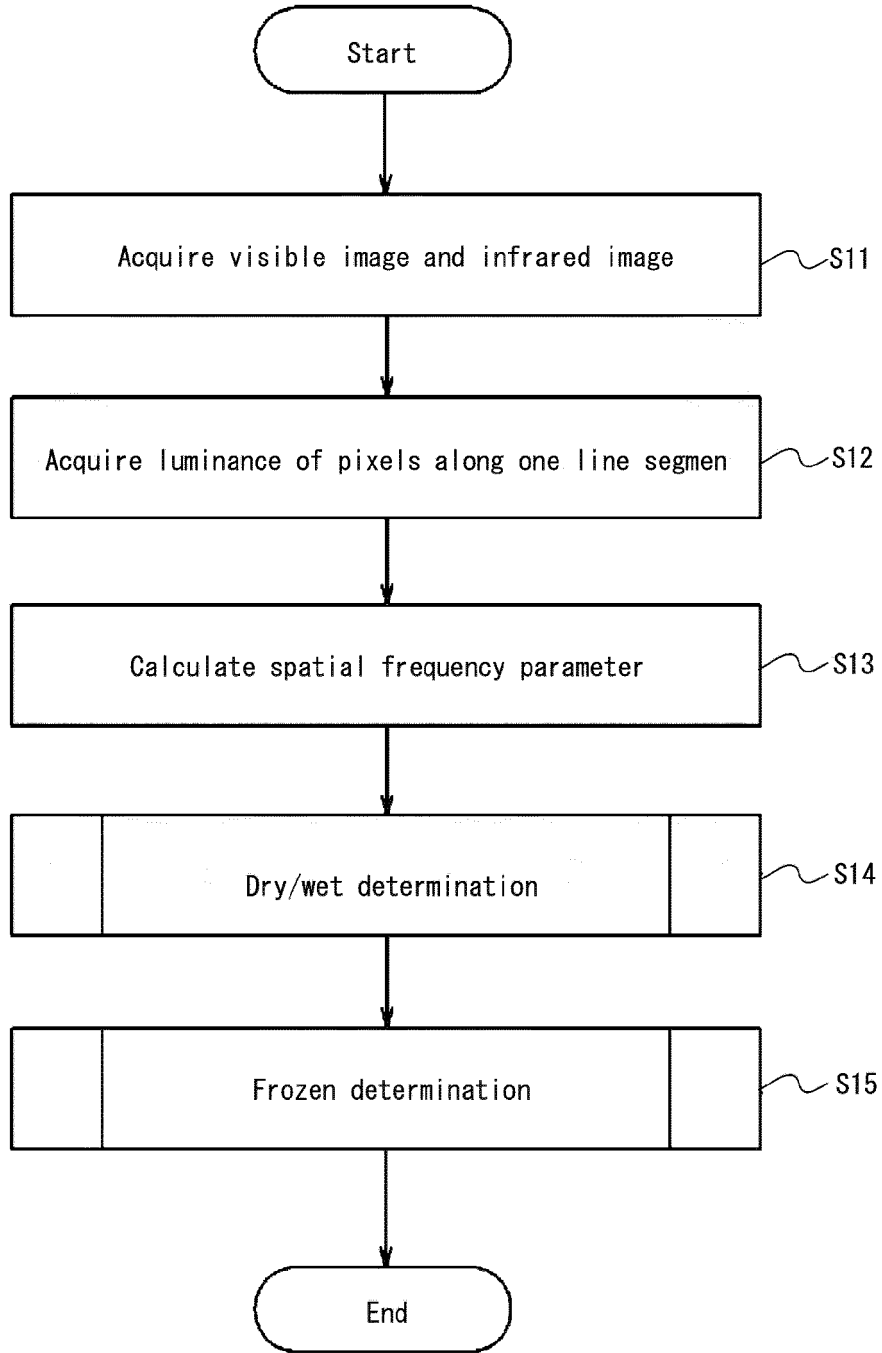 Start
Acquire visible image and infrared image
S11
Acquire luminance of pixels along one line segmen
S12
Calculate spatial frequency parameter
S13
Dry/wet determination
S14
Frozen determination
S15
End